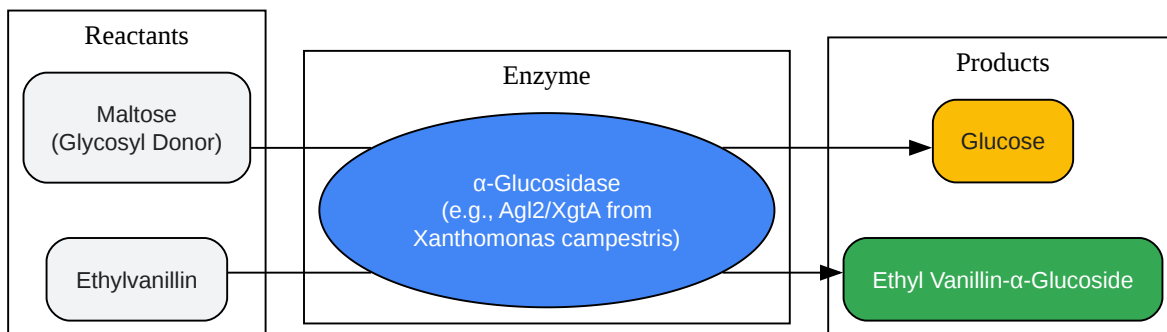 Reactants
Maltose
(Glycosyl Donor)
Ethylvanillin
Enzyme
α-Glucosidase
(e.g., Agl2/XgtA from
Xanthomonas campestris)
Products
Glucose
Ethyl Vanillin-α-Glucoside